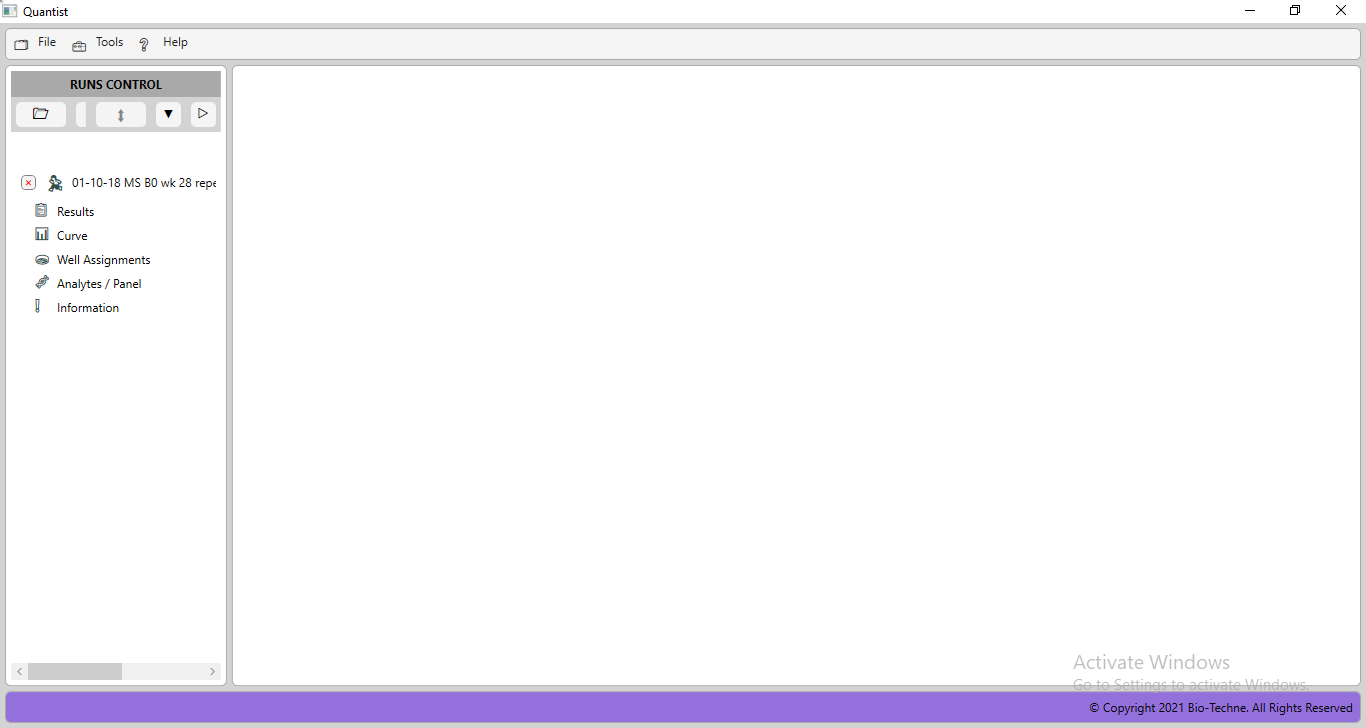 Quantist
File Tools Help
RUNS CONTROL
01-10-18 MS B0 wk 28 repe
Results
Curve
Well Assignments
Analytes / Panel
Information
Activate Windows
Go to Settings to activate Windows.
© Copyright 2021 Bio-Techne. All Rights Reserved